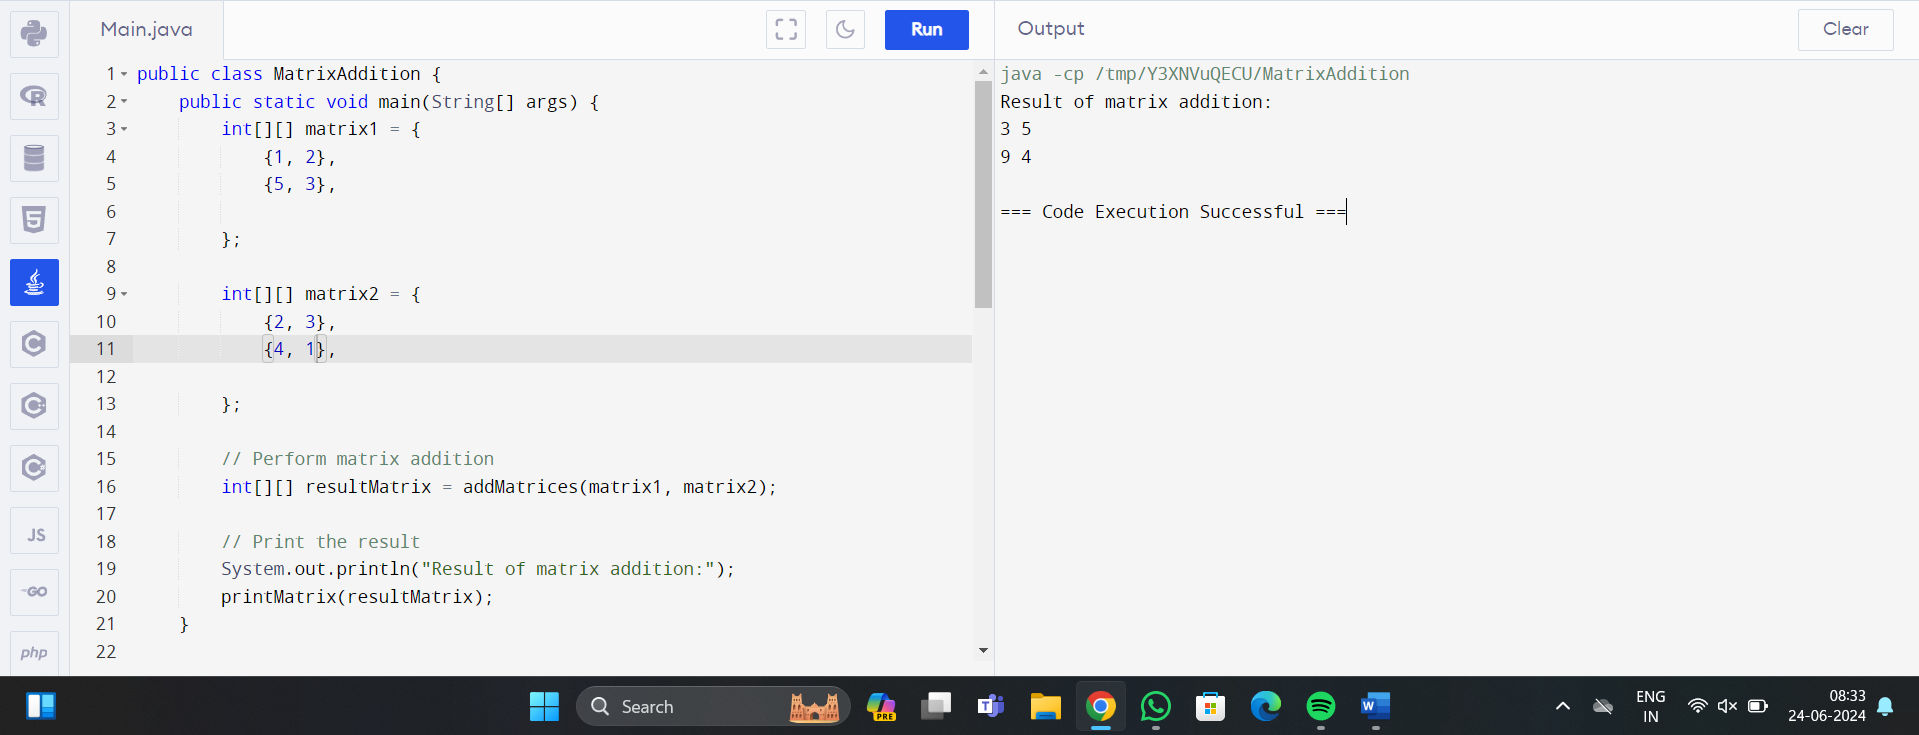 Main.java
Run
1 public class MatrixAddition {
2 public static void main(String[] args) {
3 int[][] matrix1 = {
4 {1, 2},
5 {5, 3},
6
7 };
8
9 int[][] matrix2 = {
10 {2, 3},
11 {4, 1},
12
13 };
14
15 // Perform matrix addition
16 int[][] resultMatrix = addMatrices(matrix1, matrix2);
17
18 // Print the result
19 System.out.println("Result of matrix addition:");
20 printMatrix(resultMatrix);
21 }
22
Output
Clear
java -cp /tmp/Y3XNVuQECU/MatrixAddition
Result of matrix addition:
3 5
9 4
=== Code Execution Successful ===
R
5
C
C
C
JS
GO
php
Search
PRE
T
W
ENG
IN
08:33
24-06-2024